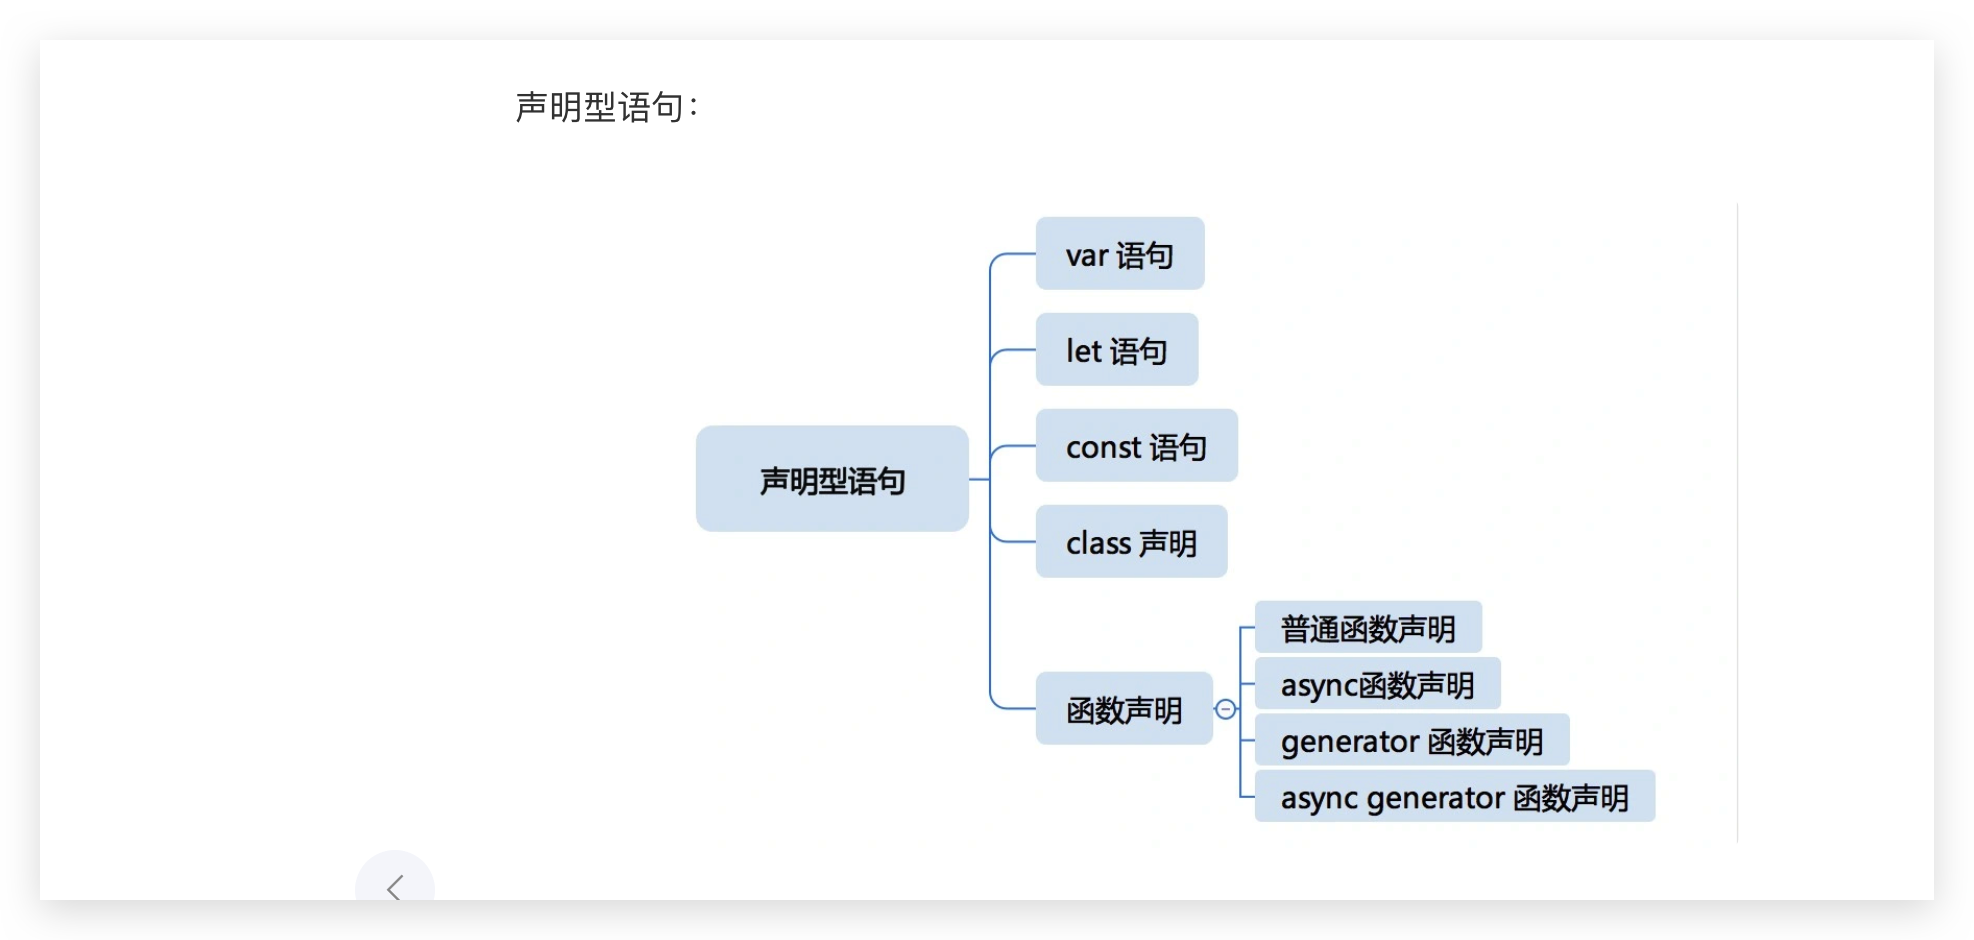 声明型语句：
var 语句
let 语句
const 语句
声明型语句
class 声明
函数声明
普通函数声明
async函数声明
generator 函数声明
async generator 函数声明